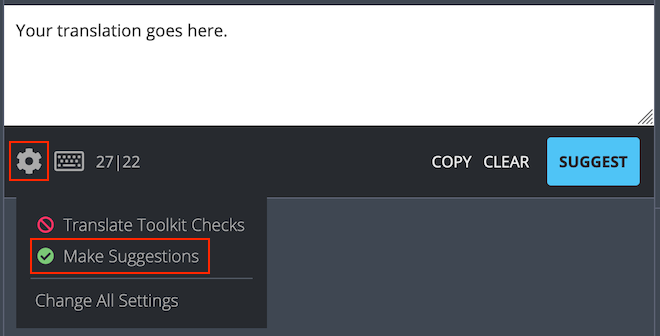 Your translation goes here.
27|22 COPY CLEAR SUGGEST
Translate Toolkit Checks
Make Suggestions
Change All Settings